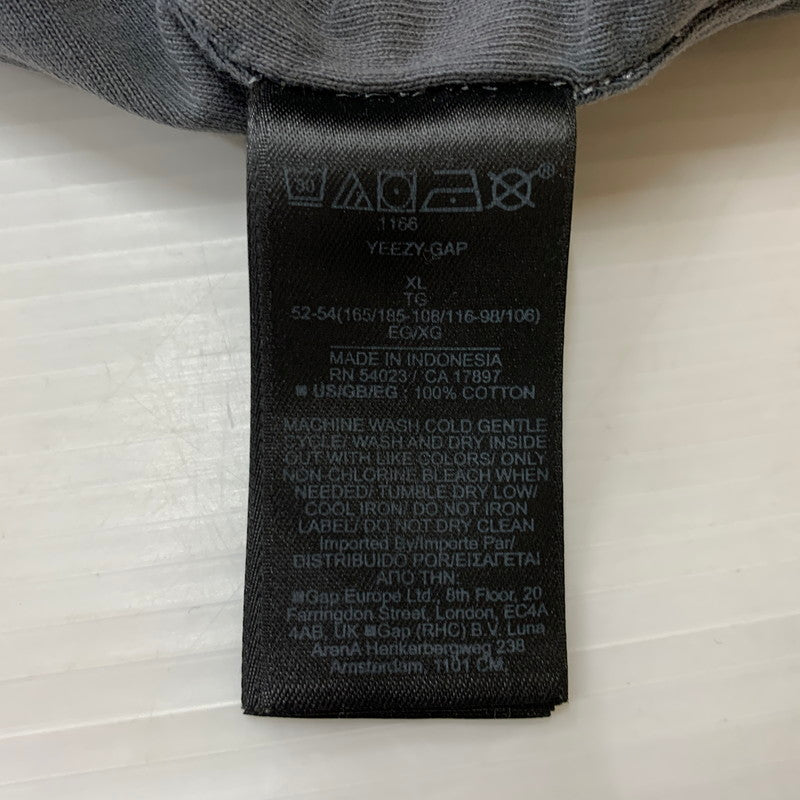 30 ®
1166
YEEZY-GAP
XL
TG
52-54(165/185-108/116-98/106)
EG/XG
MADE IN INDONESIA
RN 54023 / CA 17897
US/GB/EG : 100% COTTON
MACHINE WASH COLD GENTLE
CYCLE/ WASH AND DRY INSIDE
OUT WITH LIKE COLORS/ ONLY
NON-CHLORINE BLEACH WHEN
NEEDED/ TUMBLE DRY LOW/
COOL IRON/ DO NOT IRON
LABEL/ DO NOT DRY CLEAN
Imported by/Importe Par/
DISTRIBUIDO POR/ΕΙΣΑΓΕΤΑΙ
ΑΠΟ ΤΗΝ:
Gap Europe Ltd., 8th Floor, 20
Farringdon Street, London, EC4A
4AB, UK Gap (RHC) B.V. Luna
ArenA Herikerbergweg 238
Amsterdam, 1101 CM,